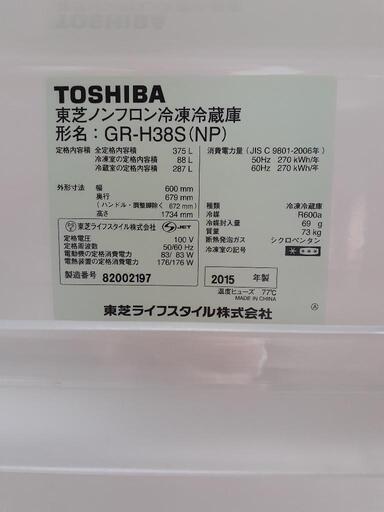 TOSHIBA
東芝ノンフロン冷凍冷蔵庫
形名：GR-H38S(NP)
定格内容積 全定格内容積 375 L
冷凍室の定格内容積 88 L
冷蔵室の定格内容積 287 L
消費電力量(JIS C 9801-2006年)
50Hz 270 kWh/年
60Hz 270 kWh/年
外形寸法 幅 600 mm
奥行 679 mm
(ハンドル・調整脚除く 672 mm)
高さ 1734 mm
種類 冷凍冷蔵庫
冷媒 R600a
冷媒封入量 69 g
質量 73 kg
断熱発泡ガス シクロペンタン
冷凍室の記号
東芝ライフスタイル株式会社 JET
定格電圧 100 V
定格周波数 50/60 Hz
電動機の定格消費電力 83/ 83 W
電熱装置の定格消費電力 176/176 W
製造番号 82002197
2015 年製
温度ヒューズ 77℃
MADE IN CHINA
Ⓐ
東芝ライフスタイル株式会社